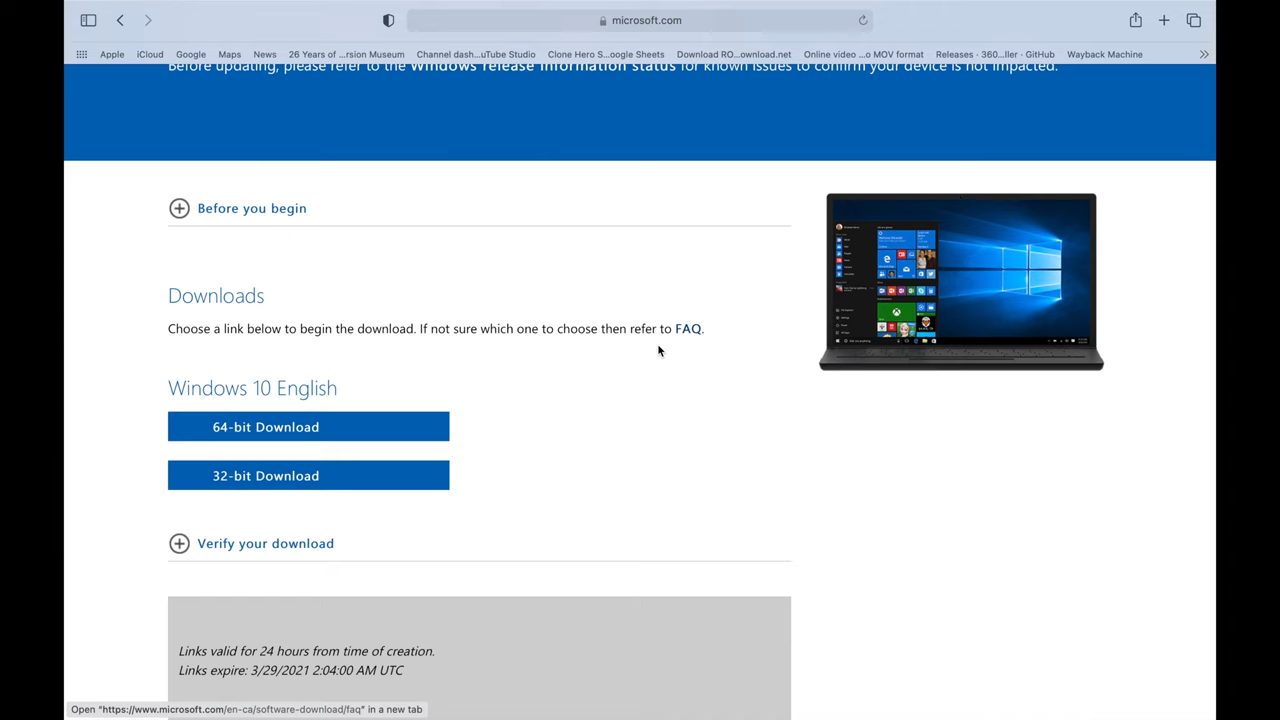 microsoft.com
Apple iCloud Google Maps News 26 Years of ...rsion Museum Channel dash...uTube Studio Clone Hero S...oogle Sheets Download RO...ownload.net Online video ...o MOV format Releases · 360...ller · GitHub Wayback Machine
Before updating, please refer to the Windows release information status for known issues to confirm your device is not impacted.
Before you begin
Downloads
Choose a link below to begin the download. If not sure which one to choose then refer to FAQ.
Windows 10 English
64-bit Download
32-bit Download
Verify your download
Links valid for 24 hours from time of creation.
Links expire: 3/29/2021 2:04:00 AM UTC
Open "https://www.microsoft.com/en-ca/software-download/faq" in a new tab